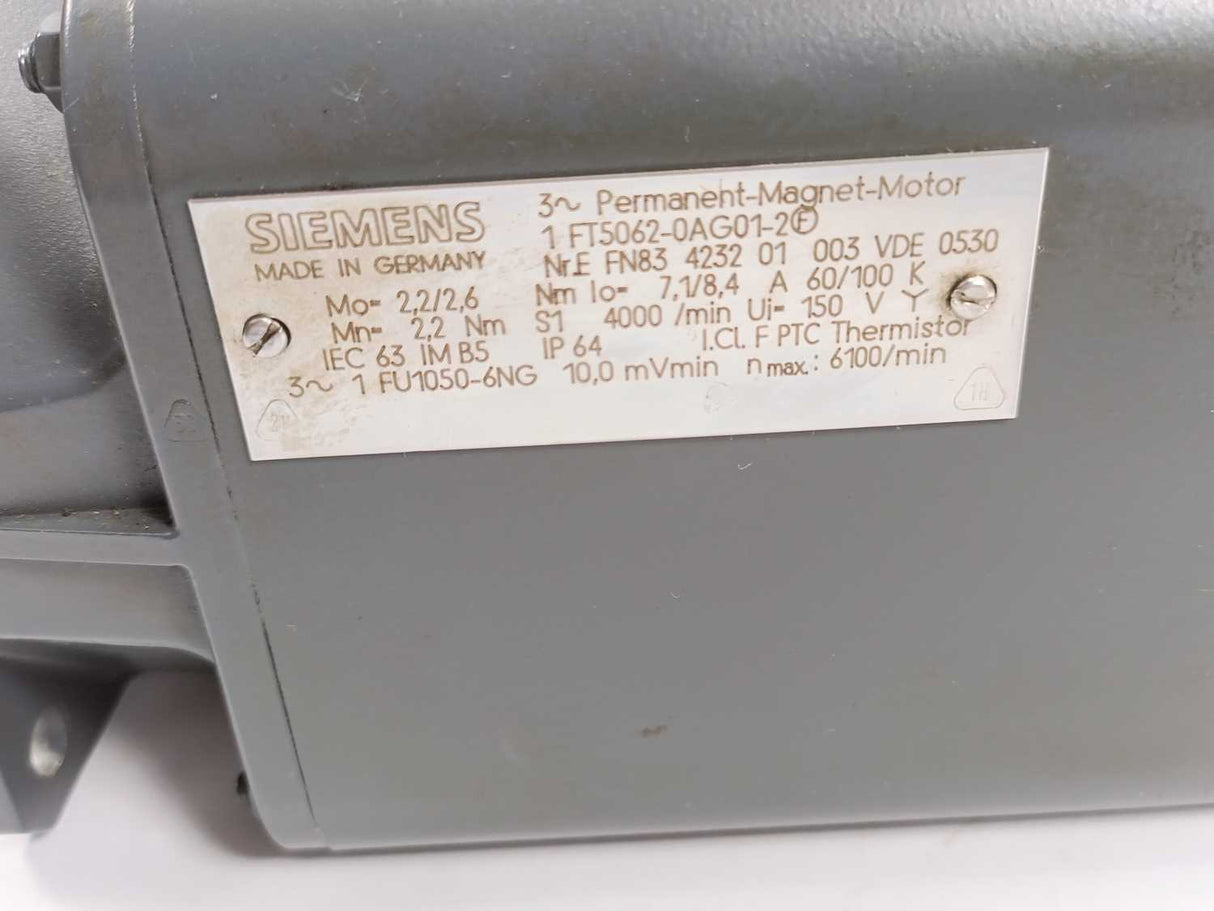 SIEMENS
MADE IN GERMANY
3~ Permanent-Magnet-Motor
1 FT5062-0AG01-2 F
Nr.E FN83 4232 01 003 VDE 0530
Mo= 2,2/2,6 Nm Io= 7,1/8,4 A 60/100 K
Mn= 2,2 Nm S1 4000 /min Ui= 150 V Y
IEC 63 IM B5 IP 64 I.Cl. F PTC Thermistor
3~ 1 FU1050-6NG 10,0 mVmin nmax.: 6100/min
1H